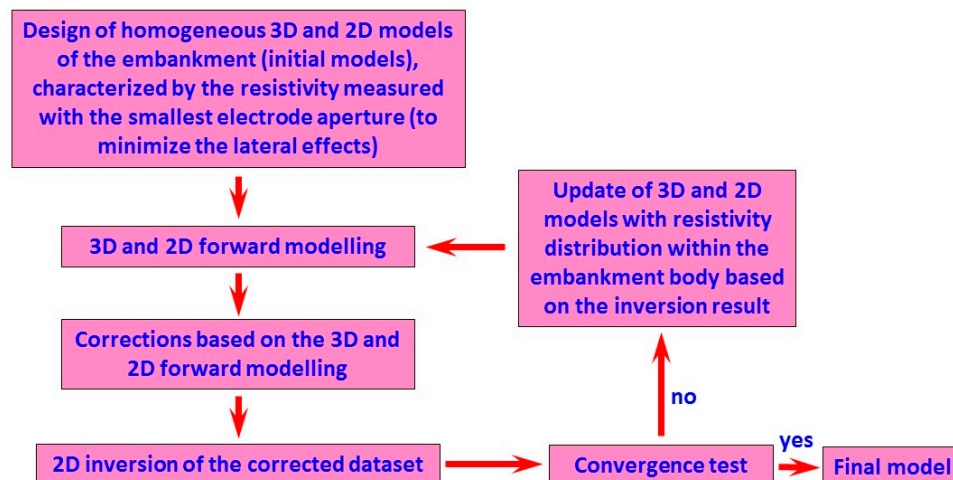 Design of homogeneous 3D and 2D models
of the embankment (initial models),
characterized by the resistivity measured
with the smallest electrode aperture (to
minimize the lateral effects)
3D and 2D forward modelling
Corrections based on the 3D and
2D forward modelling
2D inversion of the corrected dataset
Convergence test
no
Update of 3D and 2D
models with resistivity
distribution within the
embankment body based
on the inversion result
yes
Final model